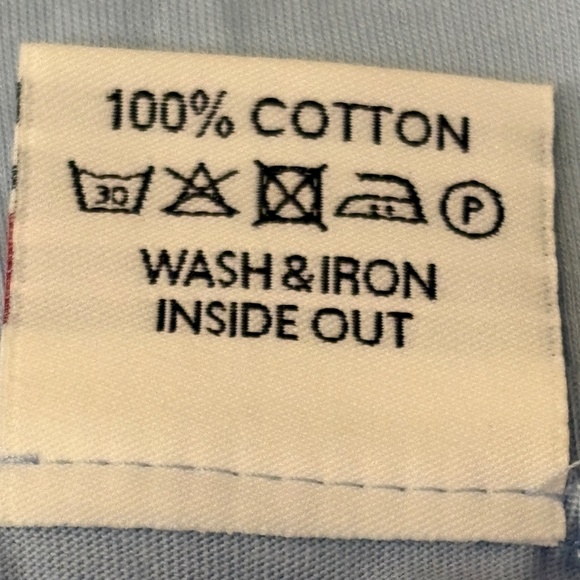 100% COTTON
30 P
WASH & IRON
INSIDE OUT